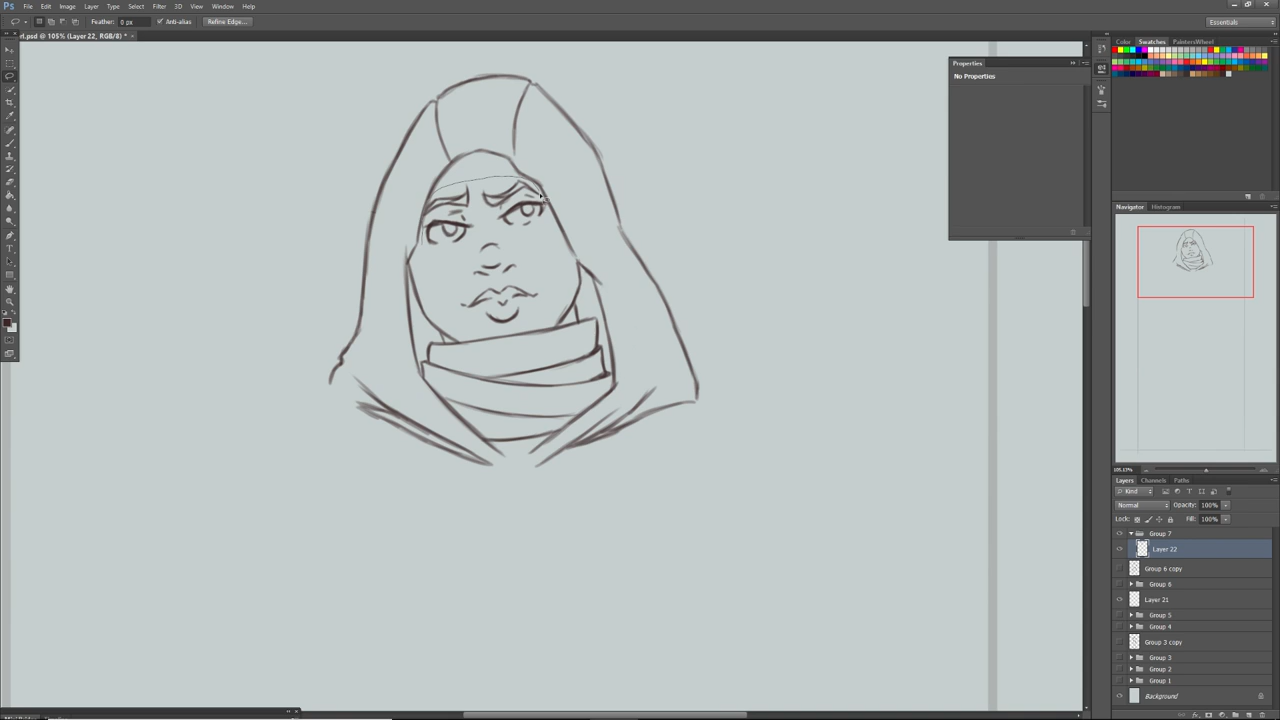 Ps File Edit Image Layer Type Select Filter 3D View Window Help
Feather: 0 px Anti-alias Refine Edge... Essentials
rl.psd @ 105% (Layer 22, RGB/8) *
Color Swatches PaintersWheel
Properties
No Properties
Navigator Histogram
Layers Channels Paths
Kind
Normal Opacity: 100%
Lock: Fill: 100%
Group 7
Layer 22
Group 6 copy
Group 6
Layer 21
Group 5
Group 4
Group 3 copy
Group 3
Group 2
Group 1
Background